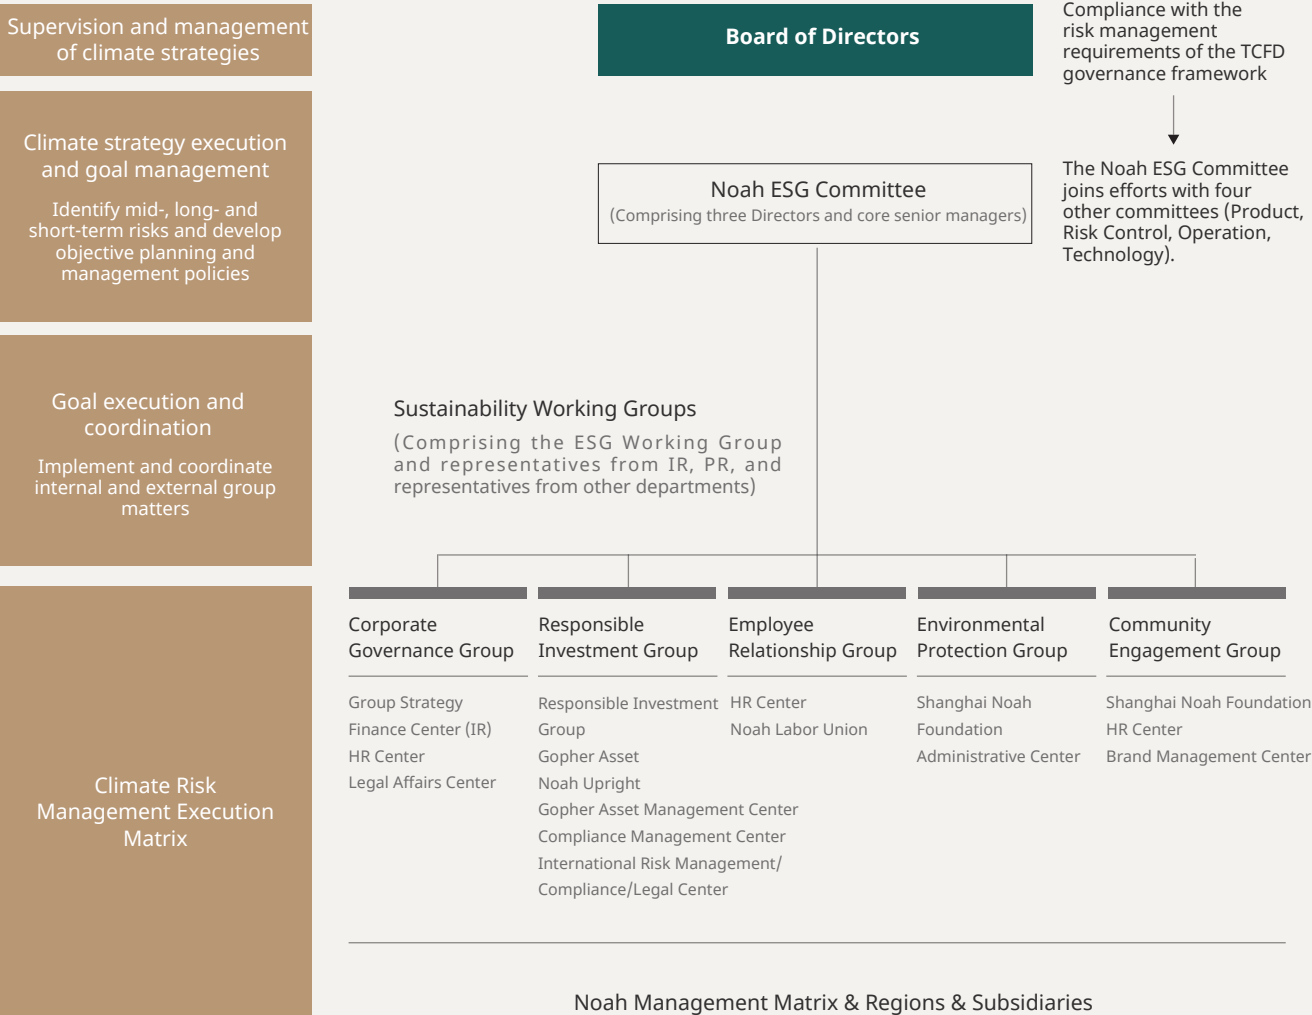 Supervision and management
of climate strategies
Board of Directors
Compliance with the
risk management
requirements of the TCFD
governance framework
Climate strategy execution
and goal management
Identify mid-, long- and
short-term risks and develop
objective planning and
management policies
Noah ESG Committee
(Comprising three Directors and core senior managers)
The Noah ESG Committee
joins efforts with four
other committees (Product,
Risk Control, Operation,
Technology).
Goal execution and
coordination
Implement and coordinate
internal and external group
matters
Sustainability Working Groups
(Comprising the ESG Working Group
and representatives from IR, PR, and
representatives from other departments)
Climate Risk
Management Execution
Matrix
Corporate
Governance Group
Group Strategy
Finance Center (IR)
HR Center
Legal Affairs Center
Responsible
Investment Group
Responsible Investment
Group
Gopher Asset
Noah Upright
Gopher Asset Management Center
Compliance Management Center
International Risk Management/
Compliance/Legal Center
Employee
Relationship Group
HR Center
Noah Labor Union
Environmental
Protection Group
Shanghai Noah
Foundation
Administrative Center
Community
Engagement Group
Shanghai Noah Foundation
HR Center
Brand Management Center
Noah Management Matrix & Regions & Subsidiaries